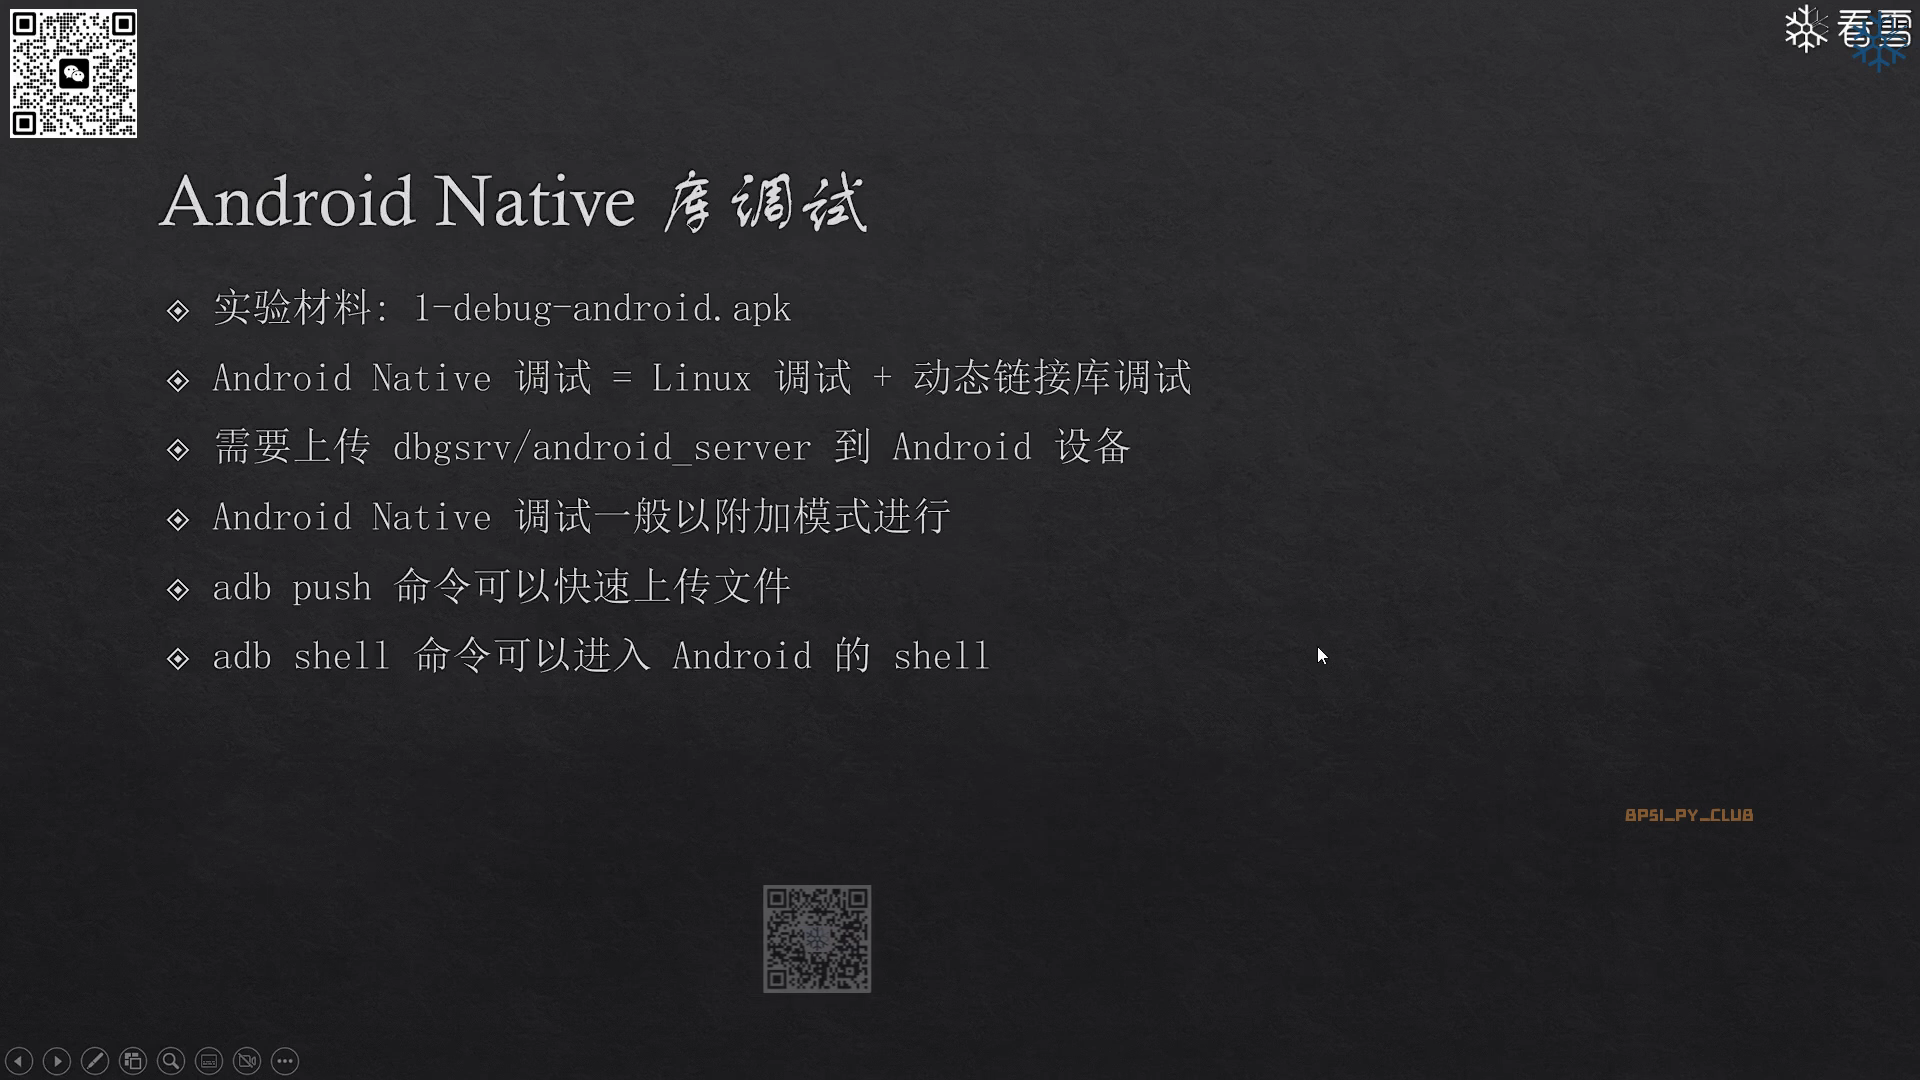 看雪
Android Native 库调试
实验材料: 1-debug-android.apk
Android Native 调试 = Linux 调试 + 动态链接库调试
需要上传 dbgsrv/android_server 到 Android 设备
Android Native 调试一般以附加模式进行
adb push 命令可以快速上传文件
adb shell 命令可以进入 Android 的 shell
BPSI_PY_CLUB